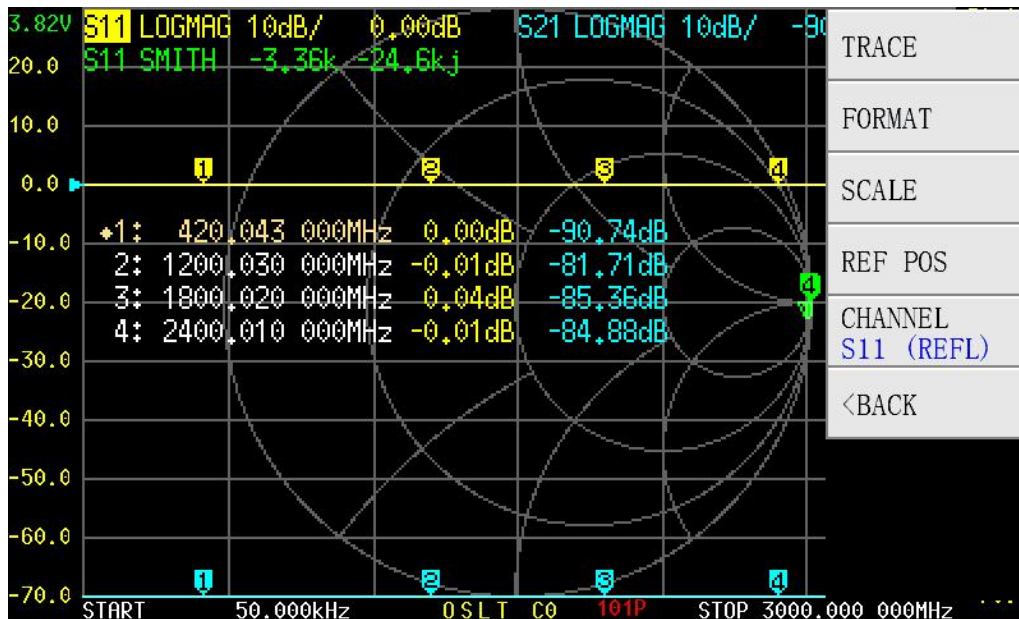 3.82V S11 LOGMAG 10dB/ 0.00dB S21 LOGMAG 10dB/
S11 SMITH -3.36k -24.6kj
20.0
10.0
0.0
-10.0
-20.0
-30.0
-40.0
-50.0
-60.0
-70.0
1 2 3 4
1: 420.043 000MHz 0.00dB -90.74dB
2: 1200.030 000MHz -0.01dB -81.71dB
3: 1800.020 000MHz 0.04dB -85.36dB
4: 2400.010 000MHz -0.01dB -84.88dB
4
1 2 3 4
START 50.000kHz OSLT C0 101P STOP 3000.000 000MHz
TRACE
FORMAT
SCALE
REF POS
CHANNEL
S11 (REFL)
<BACK